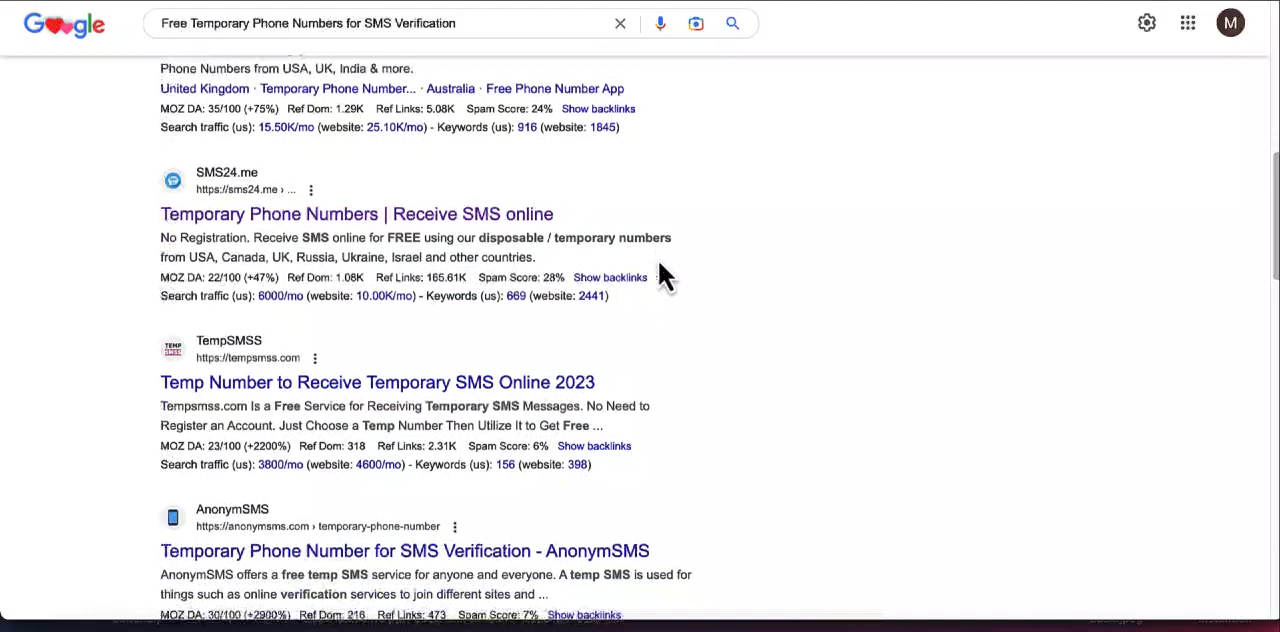 Google
Free Temporary Phone Numbers for SMS Verification
M
Phone Numbers from USA, UK, India & more.
United Kingdom · Temporary Phone Number... · Australia · Free Phone Number App
MOZ DA: 35/100 (+75%) Ref Dom: 1.29K Ref Links: 5.08K Spam Score: 24% Show backlinks
Search traffic (us): 15.50K/mo (website: 25.10K/mo) - Keywords (us): 916 (website: 1845)
SMS24.me
https://sms24.me › ...
Temporary Phone Numbers | Receive SMS online
No Registration. Receive SMS online for FREE using our disposable / temporary numbers
from USA, Canada, UK, Russia, Ukraine, Israel and other countries.
MOZ DA: 22/100 (+47%) Ref Dom: 1.08K Ref Links: 165.61K Spam Score: 28% Show backlinks
Search traffic (us): 6000/mo (website: 10.00K/mo) - Keywords (us): 669 (website: 2441)
TempSMSS
TEMP
SMSS
https://tempsmss.com
Temp Number to Receive Temporary SMS Online 2023
Tempsmss.com Is a Free Service for Receiving Temporary SMS Messages. No Need to
Register an Account. Just Choose a Temp Number Then Utilize It to Get Free ...
MOZ DA: 23/100 (+2200%) Ref Dom: 318 Ref Links: 2.31K Spam Score: 6% Show backlinks
Search traffic (us): 3800/mo (website: 4600/mo) - Keywords (us): 156 (website: 398)
AnonymSMS
https://anonymsms.com › temporary-phone-number
Temporary Phone Number for SMS Verification - AnonymSMS
AnonymSMS offers a free temp SMS service for anyone and everyone. A temp SMS is used for
things such as online verification services to join different sites and ...
MOZ DA: 30/100 (+2900%) Ref Dom: 216 Ref Links: 473 Spam Score: 7% Show backlinks